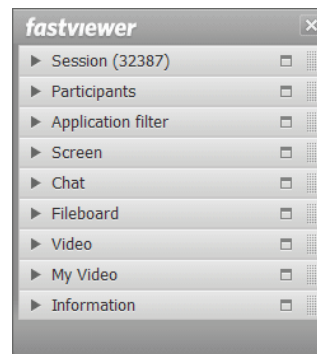 fastviewer
Session (32387)
Participants
Application filter
Screen
Chat
Fileboard
Video
My Video
Information